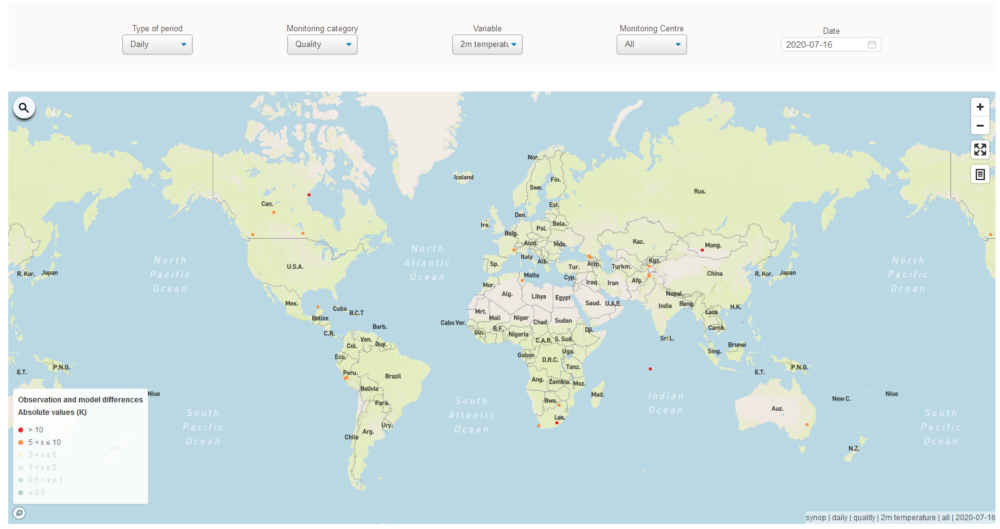 Type of period
Monitoring category
Variable
Monitoring Centre
Date
Daily
Quality
2m temperatu
All
2020-07-16
Nor.
Iceland
Fin.
Swe.
Rus.
Can.
Est.
Den.
Ire.
Bela.
Pol.
Belg.
Kaz.
Aust.
Mda.
Mong.
North
Atlantic
Ocean
Italy
Alb.
Sp.
Kgz.
North
Pacific
Ocean
U.S.A.
Tur.
Arm.
Turkm.
North
Pacific
Ocean
R. Kor.
Japan
Malta
Cyp.
China
R. Kor.
Japan
Mor.
Iraq
Iran
Afg.
Alg.
Libya
Egypt
Nepal
Mex.
Saud.
U.A.E.
India
Bang.
H.K.
Cuba
B.C.T
Mrt.
Laos
Belize
Mali
Niger
Chad
Sudan
Cabo Ver.
Barb.
Gin.
B.F.
Nigeria
Dji.
Camb.
C.R.
Ven.
Guy.
Col.
C.A.R.
S. Sud.
Sri L.
Brunei
Sing.
Ecu.
Gabon
Uga.
D.R.C.
P.N.G.
Tanz.
P.N.G.
E.T.
Peru
Brazil
Ang.
Zambia
Moz.
E.T.
Bolivia
Niue
Mad.
Indian
Ocean
New C.
Niue
Para.
South
Atlantic
Ocean
Bwa.
Auz.
South
Pacific
Ocean
Les.
South
Pacific
Ocean
Ury.
Arg.
Chile
N.Z.
N.Z.
Observation and model differences
Absolute values (K)
> 10
5 < x ≤ 10
2 < x ≤ 5
1 < x ≤ 2
0.5 < x ≤ 1
≤ 0.5
synop | daily | quality | 2m temperature | all | 2020-07-16